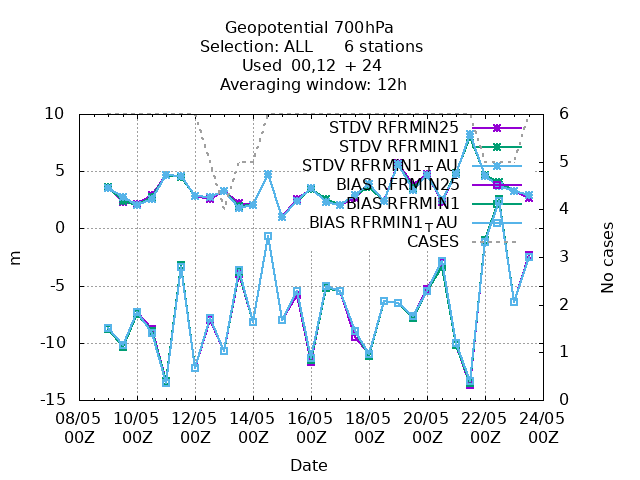 Geopotential 700hPa
Selection: ALL 6 stations
Used 00,12 + 24
Averaging window: 12h
10 6
STDV RFRMIN25
STDV RFRMIN1
5 5
STDV RFRMIN1TAU
BIAS RFRMIN25
4
BIAS RFRMIN1
0
BIAS RFRMIN1TAU
CASES
m
3
No cases
-5
2
-10
1
-15 0
08/05 10/05 12/05 14/05 16/05 18/05 20/05 22/05 24/05
00Z 00Z 00Z 00Z 00Z 00Z 00Z 00Z 00Z
Date